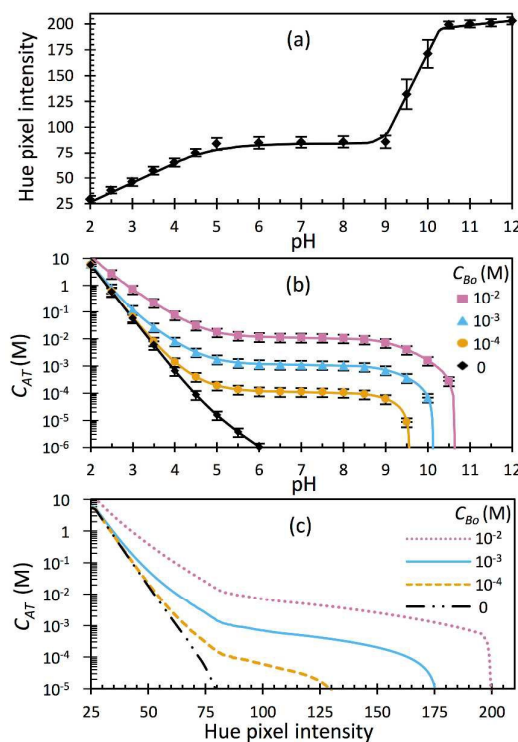 200
175
150
125
100
75
50
25
Hue pixel intensity
(a)
2 3 4 5 6 7 8 9 10 11 12
pH
10
1
10⁻¹
10⁻²
10⁻³
10⁻⁴
10⁻⁵
10⁻⁶
C_AT (M)
(b)
C_Bo (M)
10⁻²
10⁻³
10⁻⁴
0
2 3 4 5 6 7 8 9 10 11 12
pH
10
1
10⁻¹
10⁻²
10⁻³
10⁻⁴
10⁻⁵
C_AT (M)
(c)
C_Bo (M)
10⁻²
10⁻³
10⁻⁴
0
25 50 75 100 125 150 175 200
Hue pixel intensity